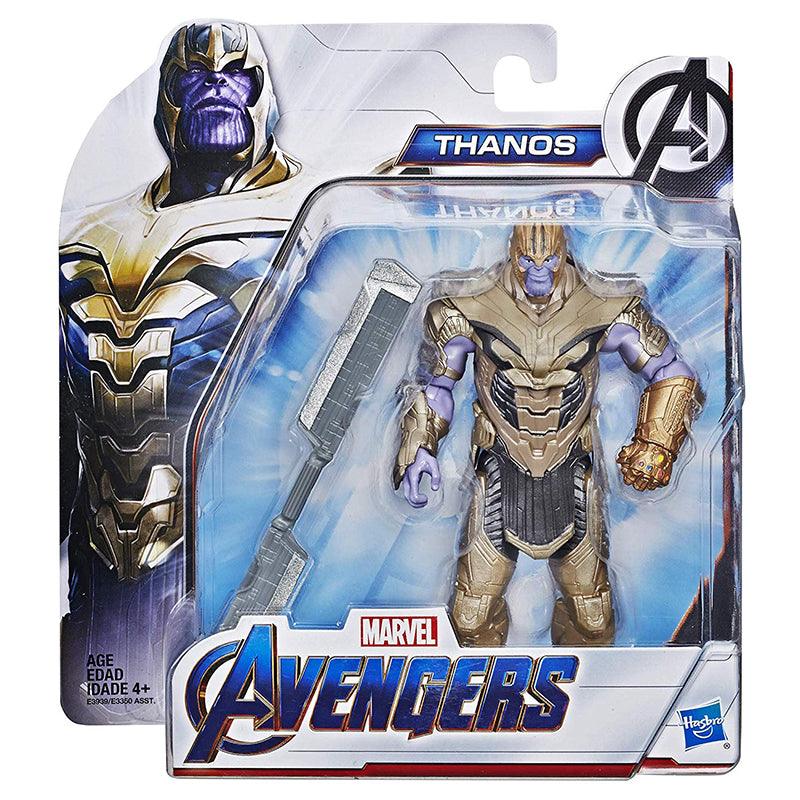 THANOS
THANOS
MARVEL
AVENGERS
AGE
EDAD
IDADE 4+
E3939/E3350 ASST.
Hasbro
®